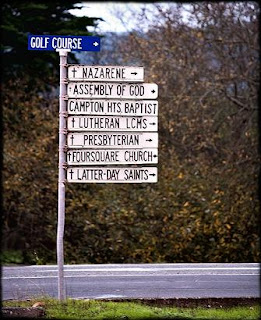 GOLF COURSE →
† NAZARENE →
† ASSEMBLY OF GOD →
CAMPTON HTS. BAPTIST
† LUTHERAN LCMS →
† PRESBYTERIAN →
† FOURSQUARE CHURCH →
† LATTER-DAY SAINTS →